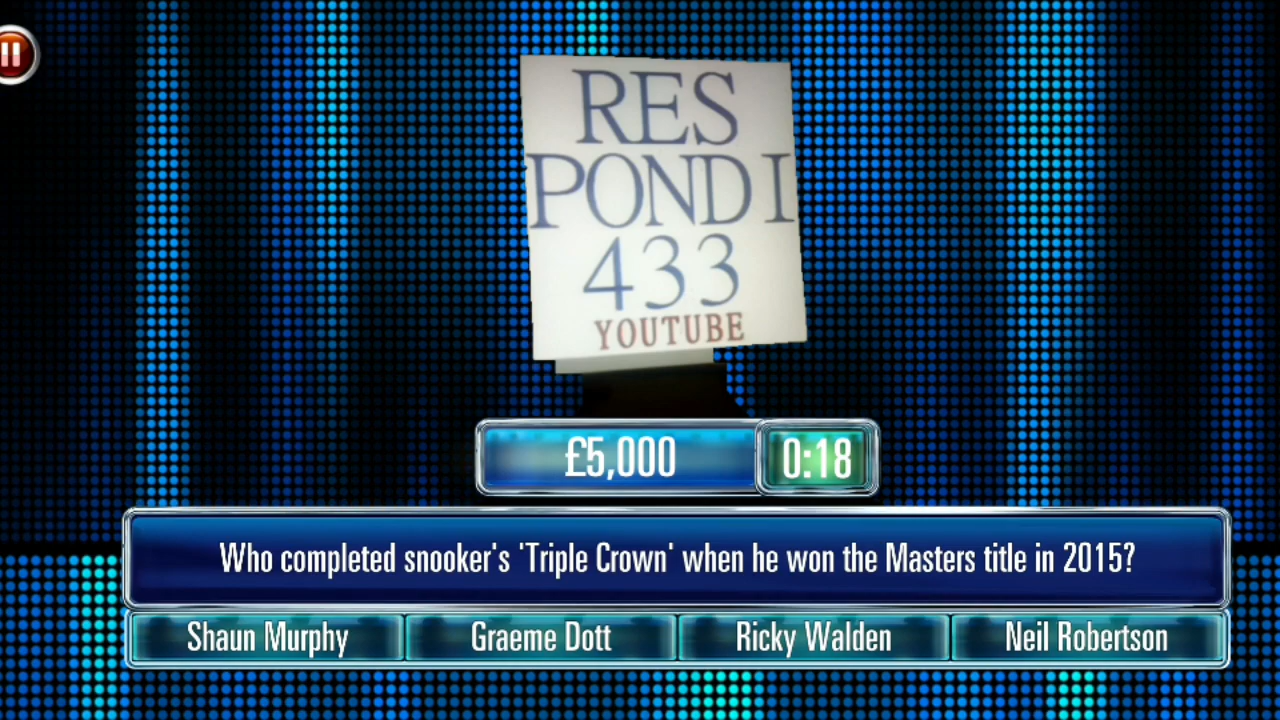 RES
POND I
433
YOUTUBE
£5,000
0:18
Who completed snooker's 'Triple Crown' when he won the Masters title in 2015?
Shaun Murphy
Graeme Dott
Ricky Walden
Neil Robertson